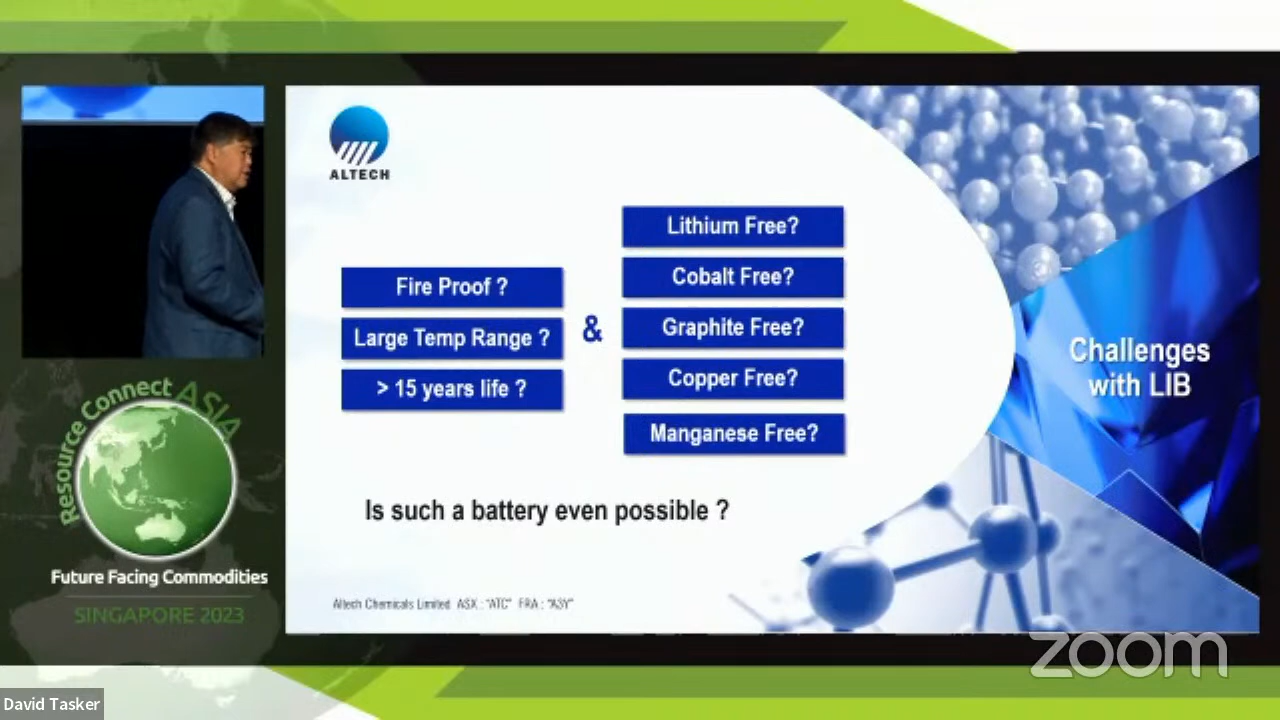 ALTECH
Fire Proof ?
Large Temp Range ?
> 15 years life ?
&
Lithium Free?
Cobalt Free?
Graphite Free?
Copper Free?
Manganese Free?
Is such a battery even possible ?
Altech Chemicals Limited ASX : "ATC" FRA : "A3Y"
Challenges
with LIB
Resource Connect ASIA
Future Facing Commodities
SINGAPORE 2023
zoom
David Tasker